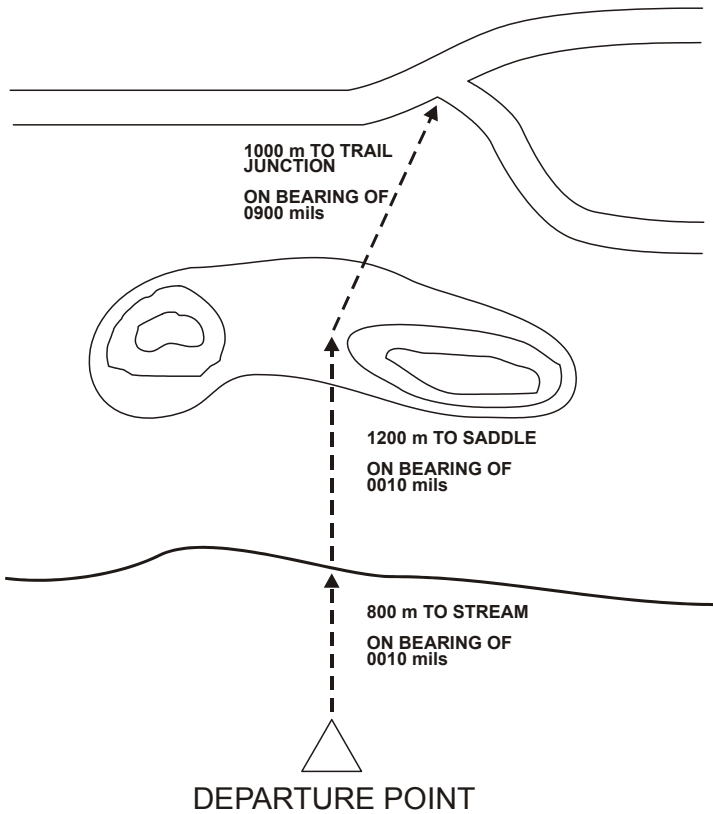 1000 m TO TRAIL
JUNCTION
ON BEARING OF
0900 mils
1200 m TO SADDLE
ON BEARING OF
0010 mils
800 m TO STREAM
ON BEARING OF
0010 mils
DEPARTURE POINT